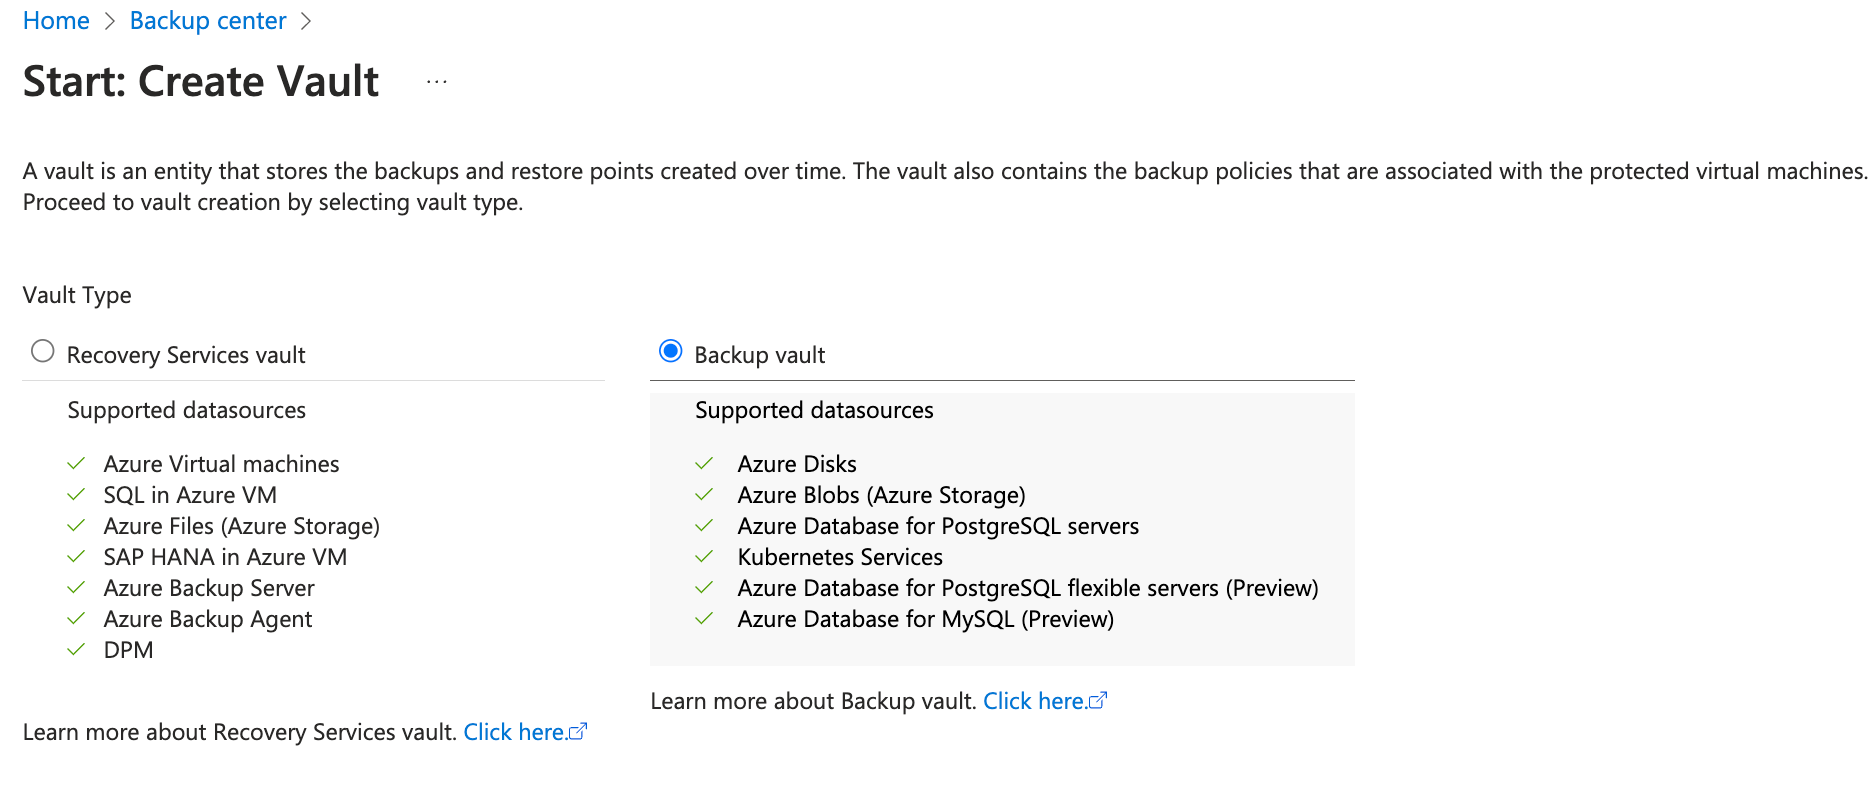 Home > Backup center >
Start: Create Vault ...
A vault is an entity that stores the backups and restore points created over time. The vault also contains the backup policies that are associated with the protected virtual machines.
Proceed to vault creation by selecting vault type.
Vault Type
Recovery Services vault
Supported datasources
Azure Virtual machines
SQL in Azure VM
Azure Files (Azure Storage)
SAP HANA in Azure VM
Azure Backup Server
Azure Backup Agent
DPM
Learn more about Recovery Services vault. Click here.
Backup vault
Supported datasources
Azure Disks
Azure Blobs (Azure Storage)
Azure Database for PostgreSQL servers
Kubernetes Services
Azure Database for PostgreSQL flexible servers (Preview)
Azure Database for MySQL (Preview)
Learn more about Backup vault. Click here.